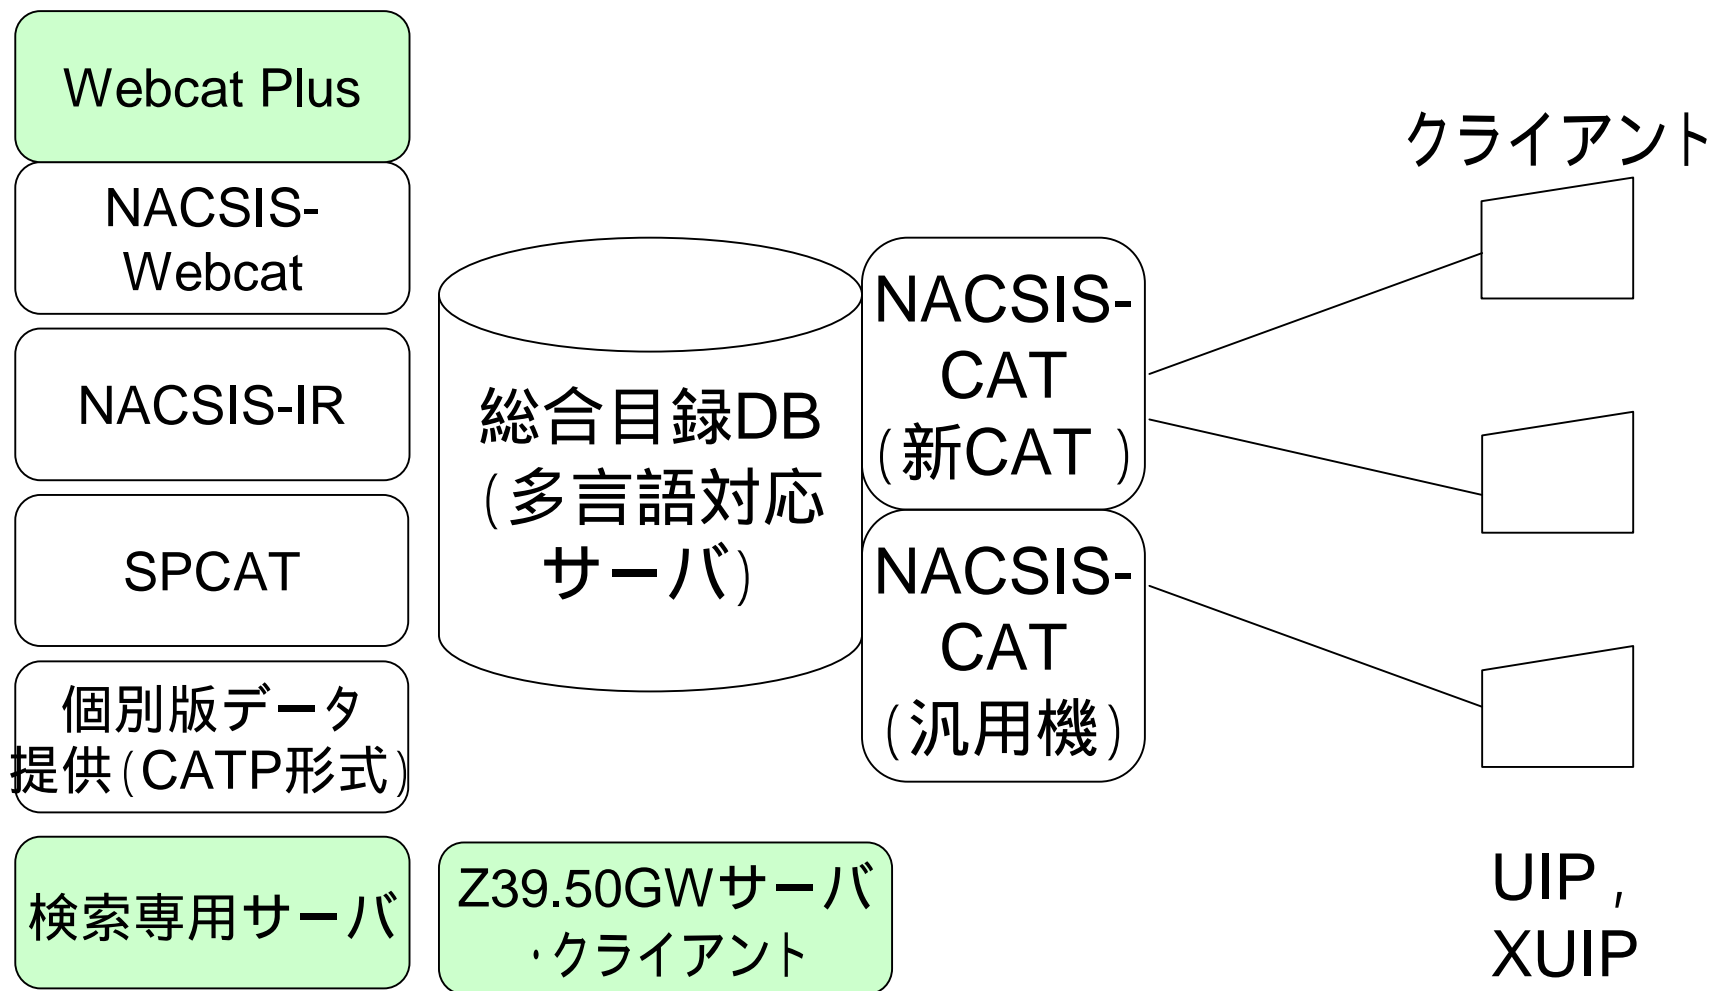 Webcat Plus
NACSIS-
Webcat
NACSIS-IR
SPCAT
個別版データ
提供(CATP形式)
検索専用サーバ
総合目録DB
(多言語対応
サーバ)
Z39.50GWサーバ
・クライアント
NACSIS-
CAT
(新CAT )
NACSIS-
CAT
(汎用機)
クライアント
UIP ,
XUIP